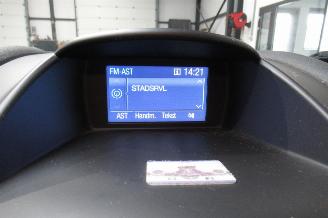 FM-AST 14:21
STADSRVL
AST Handm. Tekst